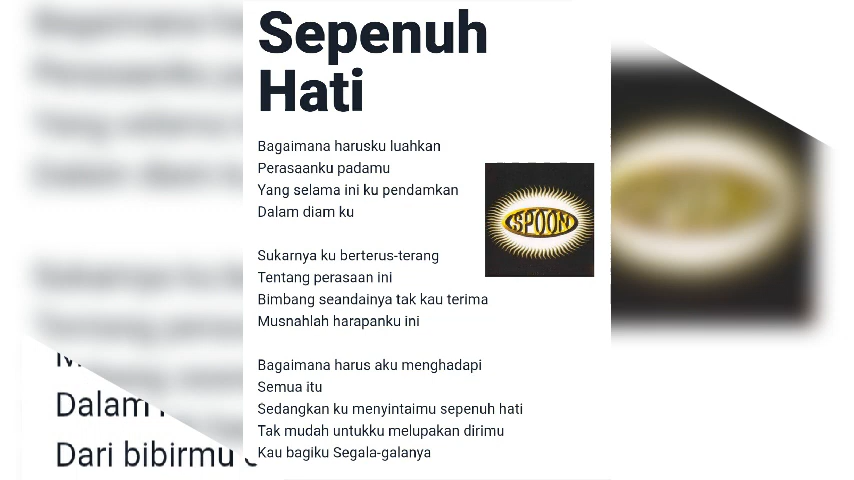 Sepenuh
Hati
Bagaimana harusku luahkan
Perasaanku padamu
Yang selama ini ku pendamkan
Dalam diam ku
SPOON
Sukarnya ku berterus-terang
Tentang perasaan ini
Bimbang seandainya tak kau terima
Musnahlah harapanku ini
Bagaimana harus aku menghadapi
Semua itu
Sedangkan ku menyintaimu sepenuh hati
Tak mudah untukku melupakan dirimu
Kau bagiku Segala-galanya
Dalam
Dari bibirmu